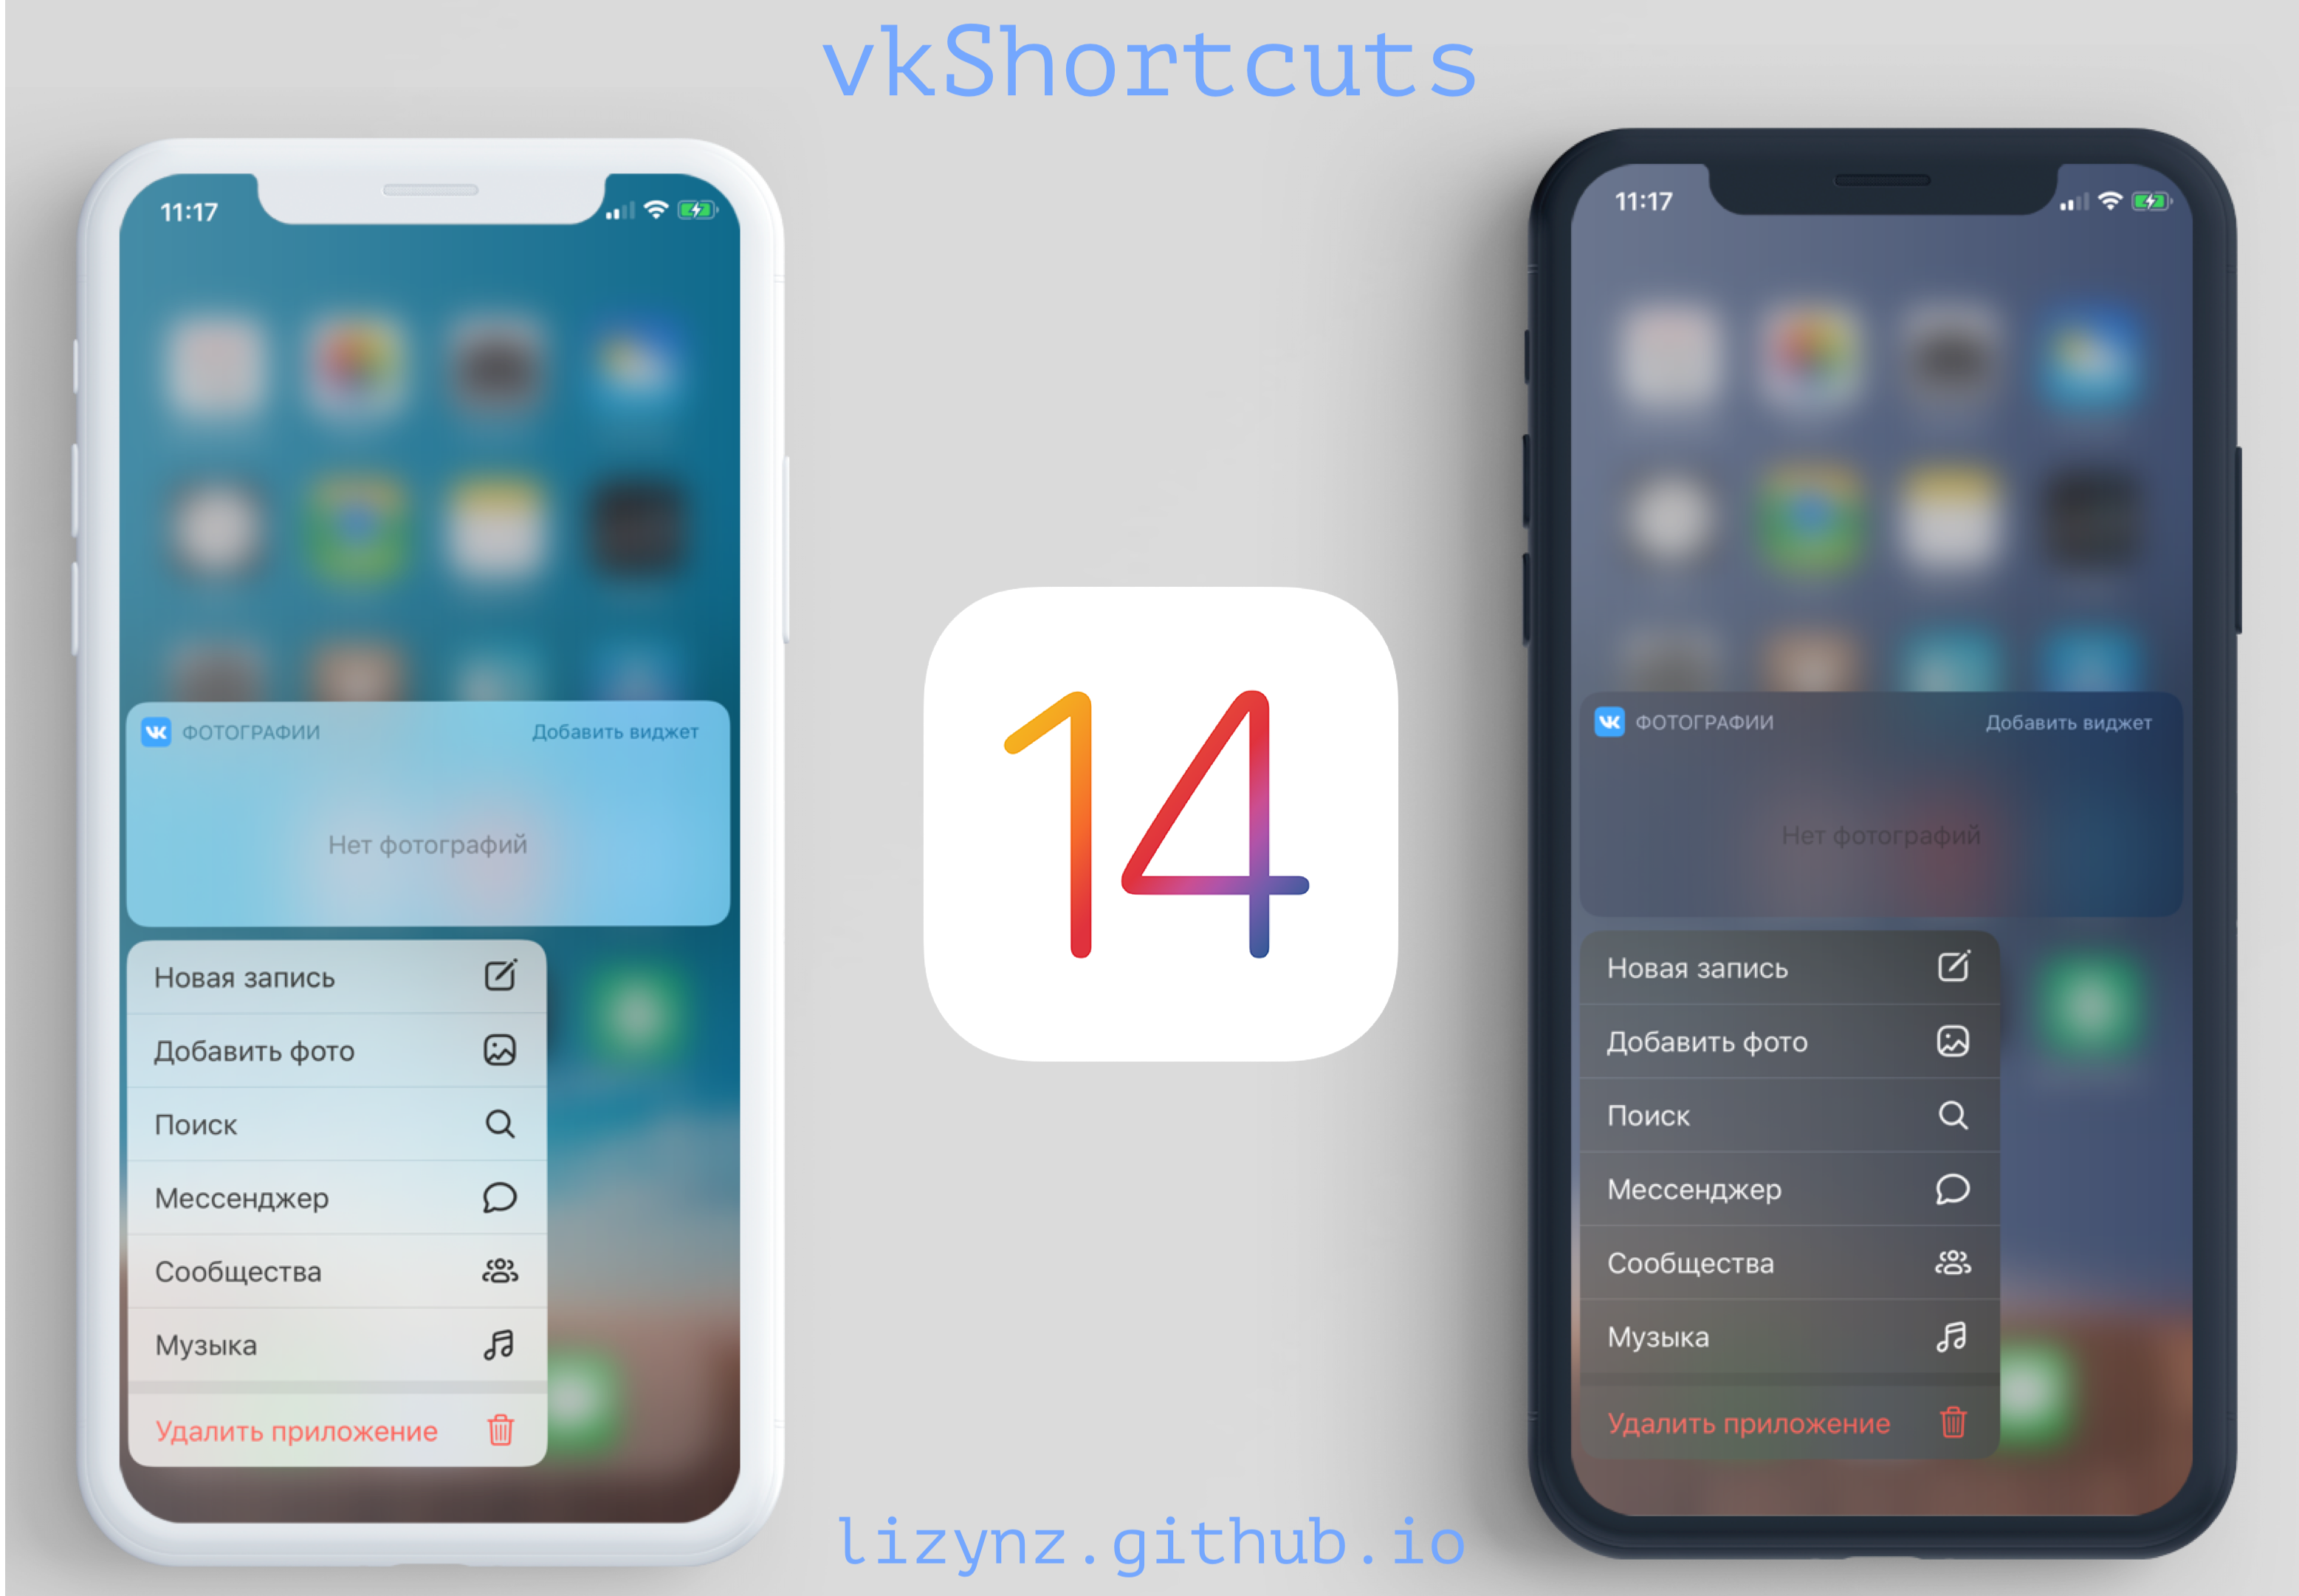 vkShortcuts
11:17
ФОТОГРАФИИ Добавить виджет
Нет фотографий
Новая запись
Добавить фото
Поиск
Мессенджер
Сообщества
Музыка
Удалить приложение
14
11:17
ФОТОГРАФИИ Добавить виджет
Нет фотографий
Новая запись
Добавить фото
Поиск
Мессенджер
Сообщества
Музыка
Удалить приложение
lizynz.github.io